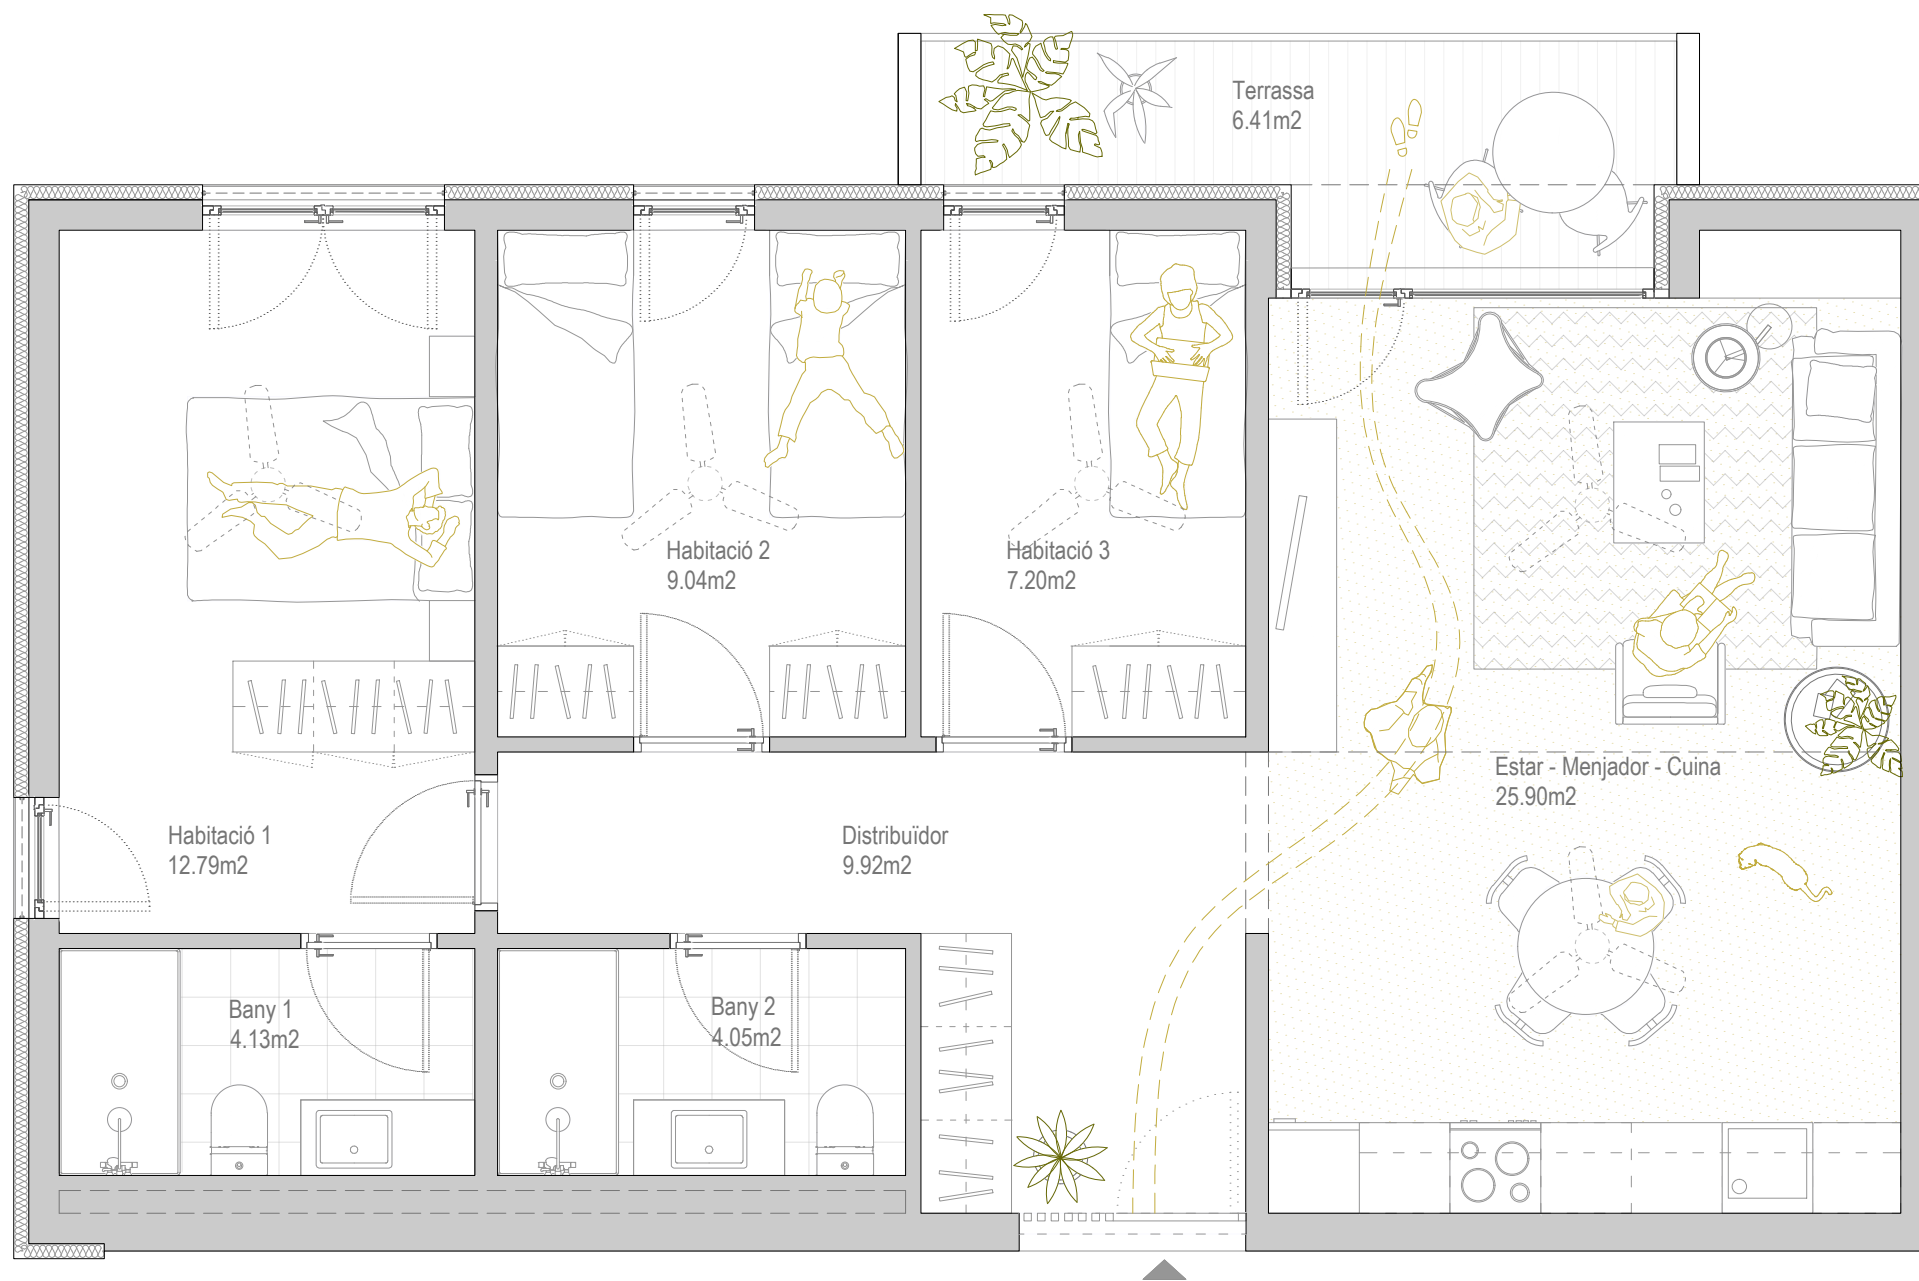 Terrassa
6.41m2
Habitació 2
9.04m2
Habitació 3
7.20m2
Estar - Menjador - Cuina
25.90m2
Habitació 1
12.79m2
Distribuïdor
9.92m2
Bany 1
4.13m2
Bany 2
4.05m2